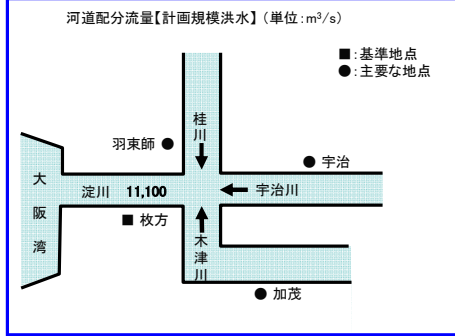 河道配分流量【計画規模洪水】（単位：m³/s）
■：基準地点
●：主要な地点
桂川
羽束師 ●
● 宇治
大阪湾
淀川 11,100
宇治川
■ 枚方
木津川
● 加茂